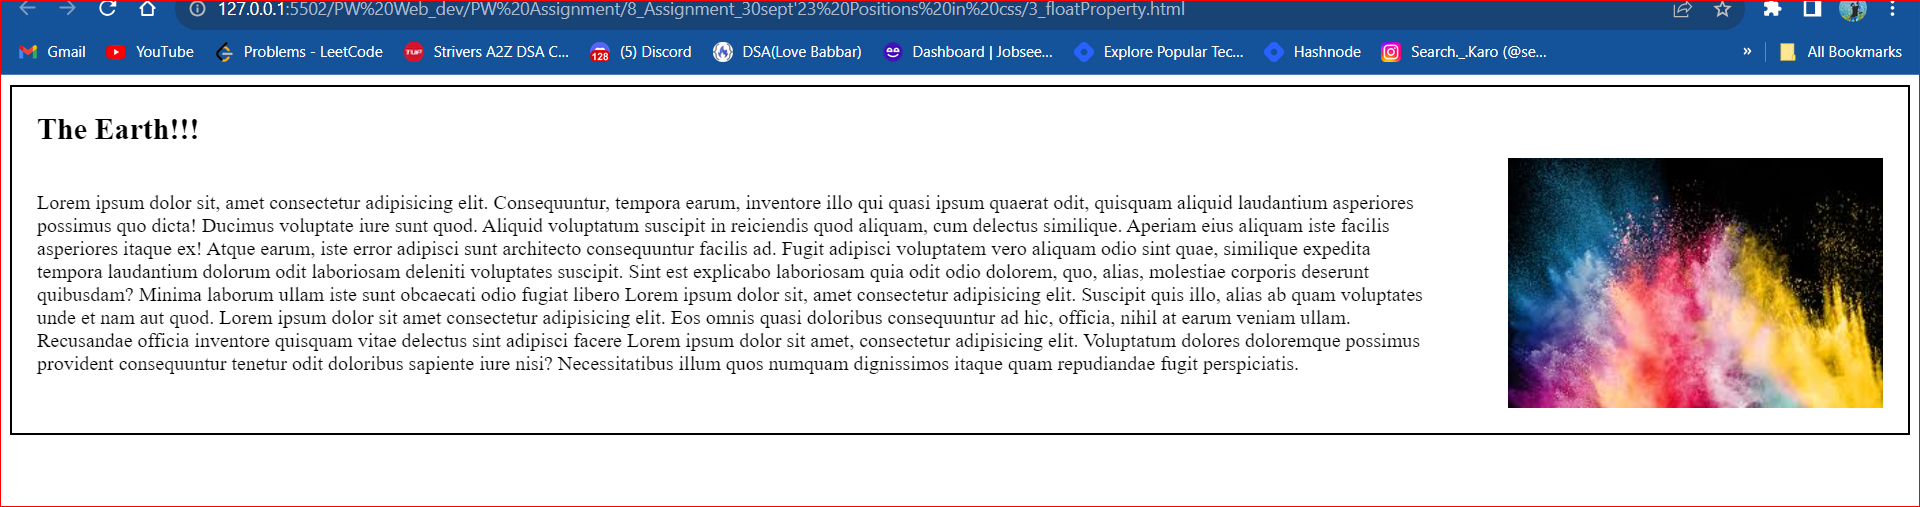 127.0.0.1:5502/PW%20Web_dev/PW%20Assignment/8_Assignment_30sept'23%20Positions%20in%20css/3_floatProperty.html
Gmail YouTube Problems - LeetCode TUF Strivers A2Z DSA C... 128 (5) Discord DSA(Love Babbar) Dashboard | Jobsee... Explore Popular Tec... Hashnode Search._.Karo (@se... » All Bookmarks
The Earth!!!
Lorem ipsum dolor sit, amet consectetur adipisicing elit. Consequuntur, tempora earum, inventore illo qui quasi ipsum quaerat odit, quisquam aliquid laudantium asperiores
possimus quo dicta! Ducimus voluptate iure sunt quod. Aliquid voluptatum suscipit in reiciendis quod aliquam, cum delectus similique. Aperiam eius aliquam iste facilis
asperiores itaque ex! Atque earum, iste error adipisci sunt architecto consequuntur facilis ad. Fugit adipisci voluptatem vero aliquam odio sint quae, similique expedita
tempora laudantium dolorum odit laboriosam deleniti voluptates suscipit. Sint est explicabo laboriosam quia odit odio dolorem, quo, alias, molestiae corporis deserunt
quibusdam? Minima laborum ullam iste sunt obcaecati odio fugiat libero Lorem ipsum dolor sit, amet consectetur adipisicing elit. Suscipit quis illo, alias ab quam voluptates
unde et nam aut quod. Lorem ipsum dolor sit amet consectetur adipisicing elit. Eos omnis quasi doloribus consequuntur ad hic, officia, nihil at earum veniam ullam.
Recusandae officia inventore quisquam vitae delectus sint adipisci facere Lorem ipsum dolor sit amet, consectetur adipisicing elit. Voluptatum dolores doloremque possimus
provident consequuntur tenetur odit doloribus sapiente iure nisi? Necessitatibus illum quos numquam dignissimos itaque quam repudiandae fugit perspiciatis.